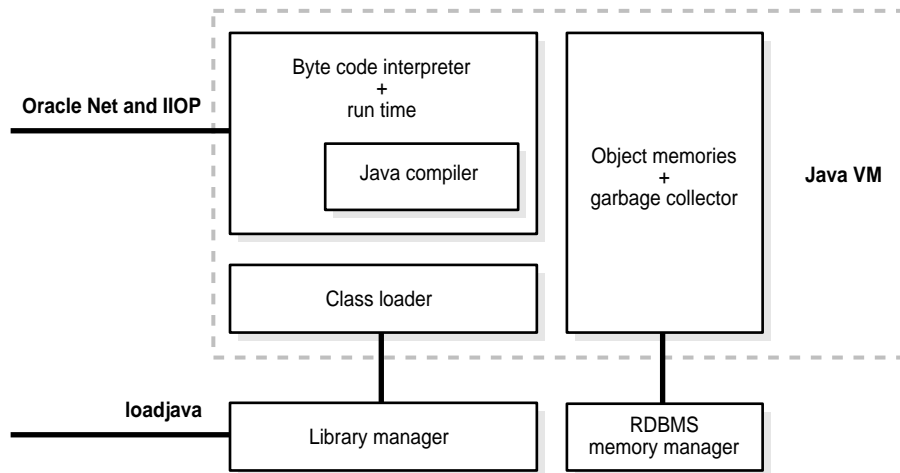 Byte code interpreter
+
run time
Oracle Net and IIOP
Java compiler
Object memories
+
garbage collector
Java VM
Class loader
loadjava
Library manager
RDBMS
memory manager